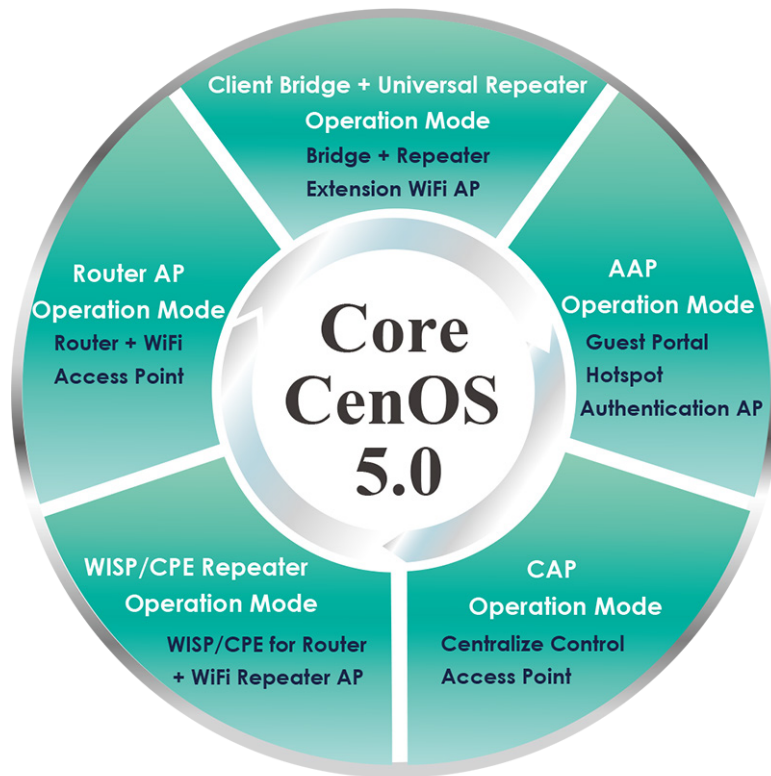 Client Bridge + Universal Repeater
Operation Mode
Bridge + Repeater
Extension WiFi AP
AAP
Operation Mode
Guest Portal
Hotspot
Authentication AP
CAP
Operation Mode
Centralize Control
Access Point
WISP/CPE Repeater
Operation Mode
WISP/CPE for Router
+ WiFi Repeater AP
Router AP
Operation Mode
Router + WiFi
Access Point
Core
CenOS
5.0